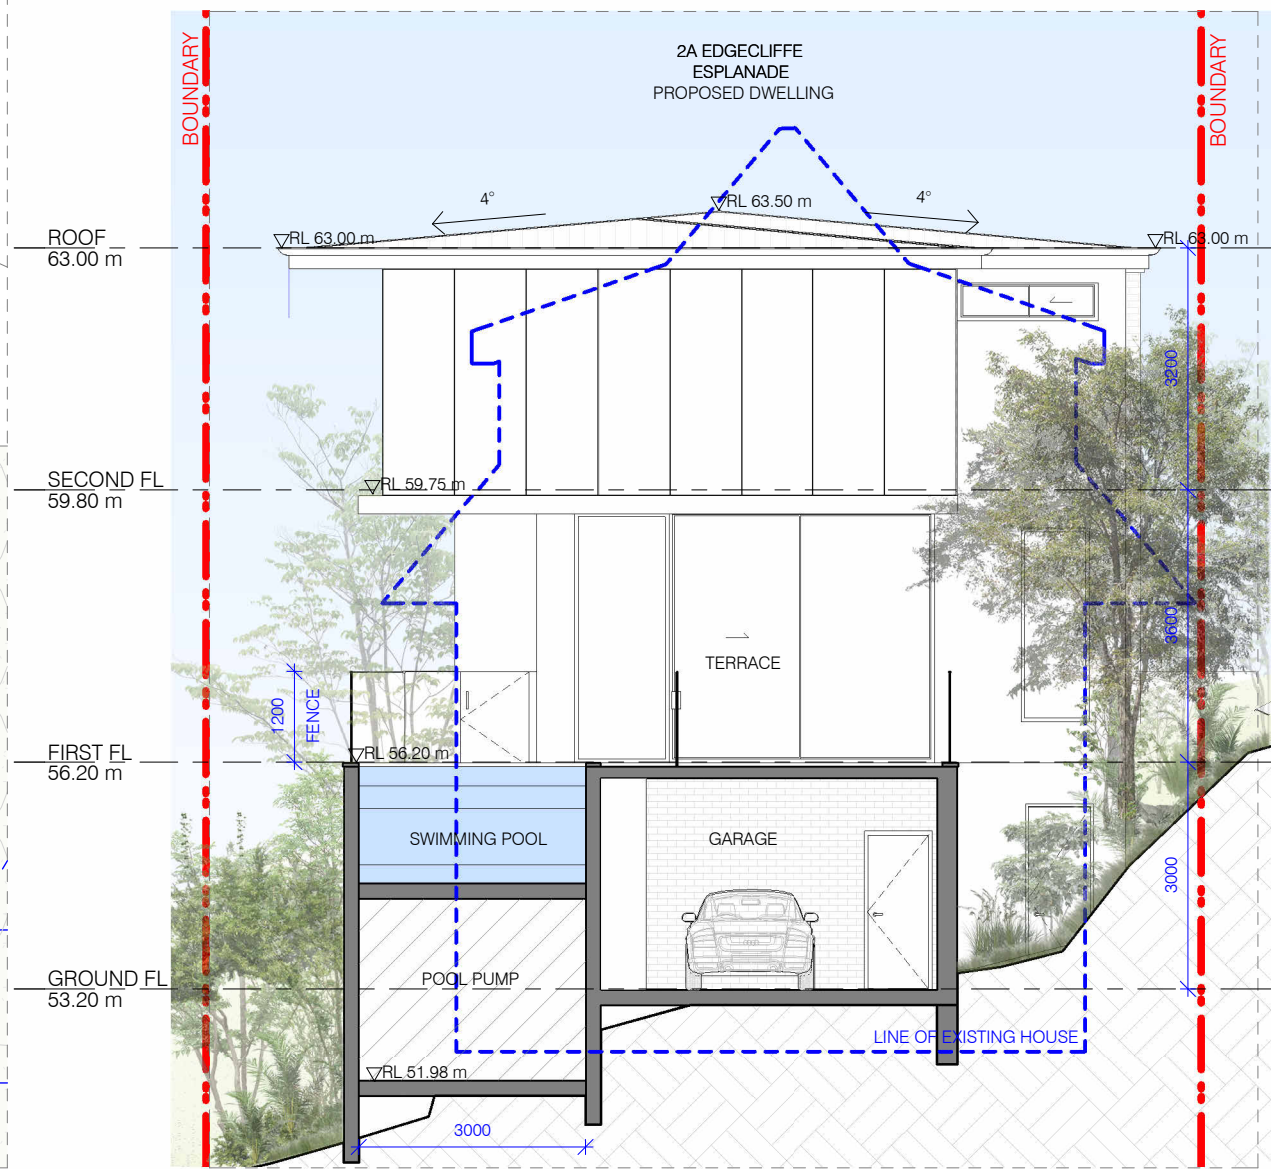 2A EDGECLIFFE
ESPLANADE
PROPOSED DWELLING
BOUNDARY
BOUNDARY
4°
4°
RL 63.50 m
ROOF
63.00 m
RL 63.00 m
RL 63.00 m
3200
SECOND FL
59.80 m
RL 59.75 m
3600
TERRACE
1200
FENCE
FIRST FL
56.20 m
RL 56.20 m
SWIMMING POOL
GARAGE
3000
GROUND FL
53.20 m
POOL PUMP
LINE OF EXISTING HOUSE
RL 51.98 m
3000